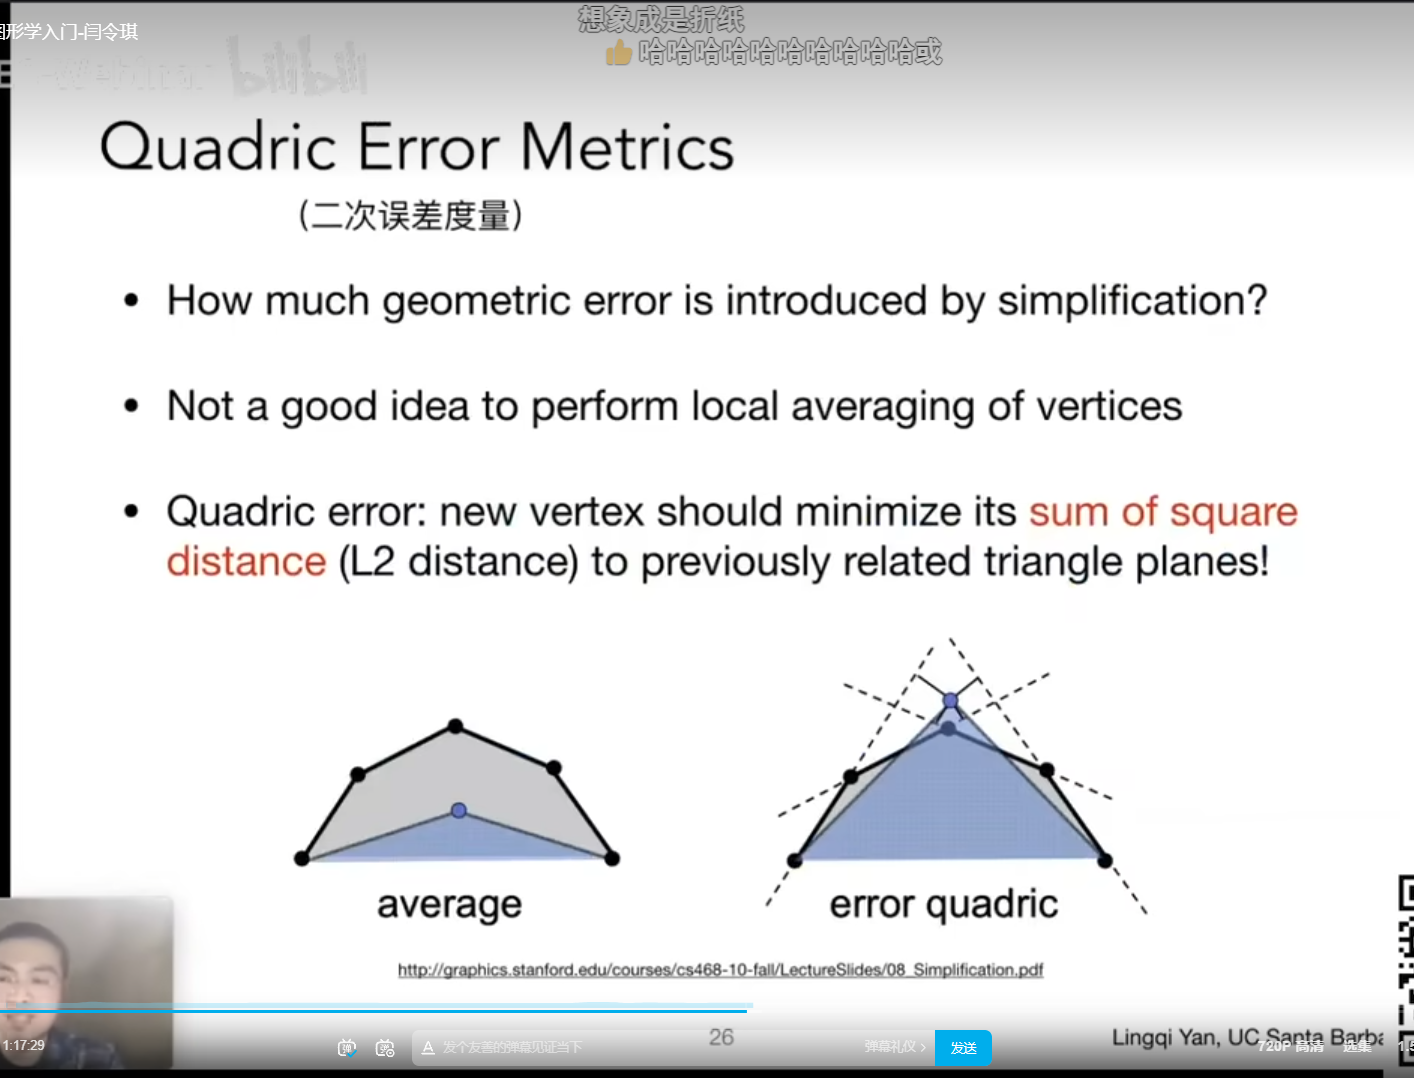 想象成是折纸
图形学入门-闫令琪
哈哈哈哈哈哈哈哈哈哈或
bilibili
Quadric Error Metrics
(二次误差度量)
• How much geometric error is introduced by simplification?
• Not a good idea to perform local averaging of vertices
• Quadric error: new vertex should minimize its sum of square
distance (L2 distance) to previously related triangle planes!
average
error quadric
http://graphics.stanford.edu/courses/cs468-10-fall/LectureSlides/08_Simplification.pdf
26
Lingqi Yan, UC Santa Barba
1:17:29
弹
A 发个友善的弹幕见证当下
弹幕礼仪 >
发送
720P 高清
选集